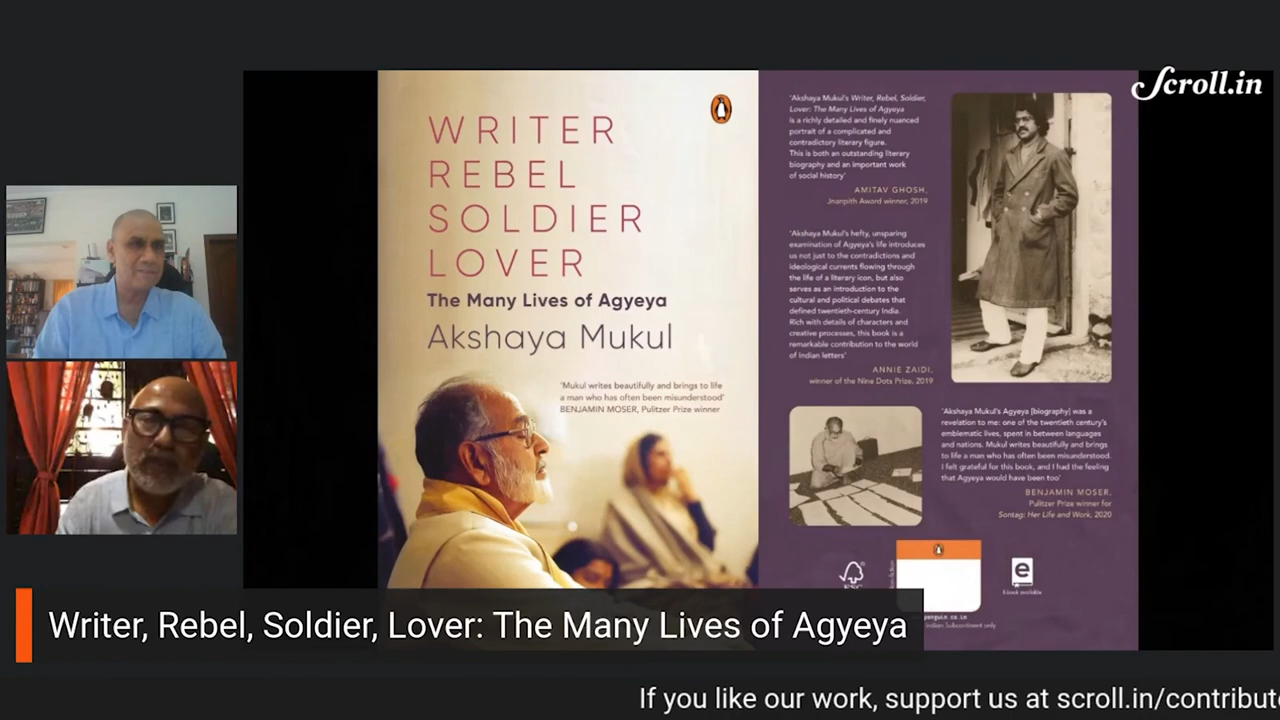 Scroll.in
WRITER
REBEL
SOLDIER
LOVER
The Many Lives of Agyeya
Akshaya Mukul
'Mukul writes beautifully and brings to life
a man who has often been misunderstood'
BENJAMIN MOSER, Pulitzer Prize winner
'Akshaya Mukul's Writer, Rebel, Soldier,
Lover: The Many Lives of Agyeya
is a richly detailed and finely nuanced
portrait of a complicated and
contradictory literary figure.
This is both an outstanding literary
biography and an important work
of social history'
AMITAV GHOSH,
Jnanpith Award winner, 2019
'Akshaya Mukul's hefty, unsparing
examination of Agyeya's life introduces
us not just to the contradictions and
ideological currents flowing through
the life of a literary icon, but also
serves as an introduction to the
cultural and political debates that
defined twentieth-century India.
Rich with details of characters and
creative processes, this book is a
remarkable contribution to the world
of Indian letters'
ANNIE ZAIDI,
winner of the Nine Dots Prize, 2019
'Akshaya Mukul's Agyeya [biography] was a
revelation to me: one of the twentieth century's
emblematic lives, spent in between languages
and nations. Mukul writes beautifully and brings
to life a man who has often been misunderstood.
I felt grateful for this book, and I had the feeling
that Agyeya would have been too'
BENJAMIN MOSER,
Pulitzer Prize winner for
Sontag: Her Life and Work, 2020
FSC
e
E-book available
penguin.co.in
Indian Subcontinent only
Writer, Rebel, Soldier, Lover: The Many Lives of Agyeya
If you like our work, support us at scroll.in/contribute